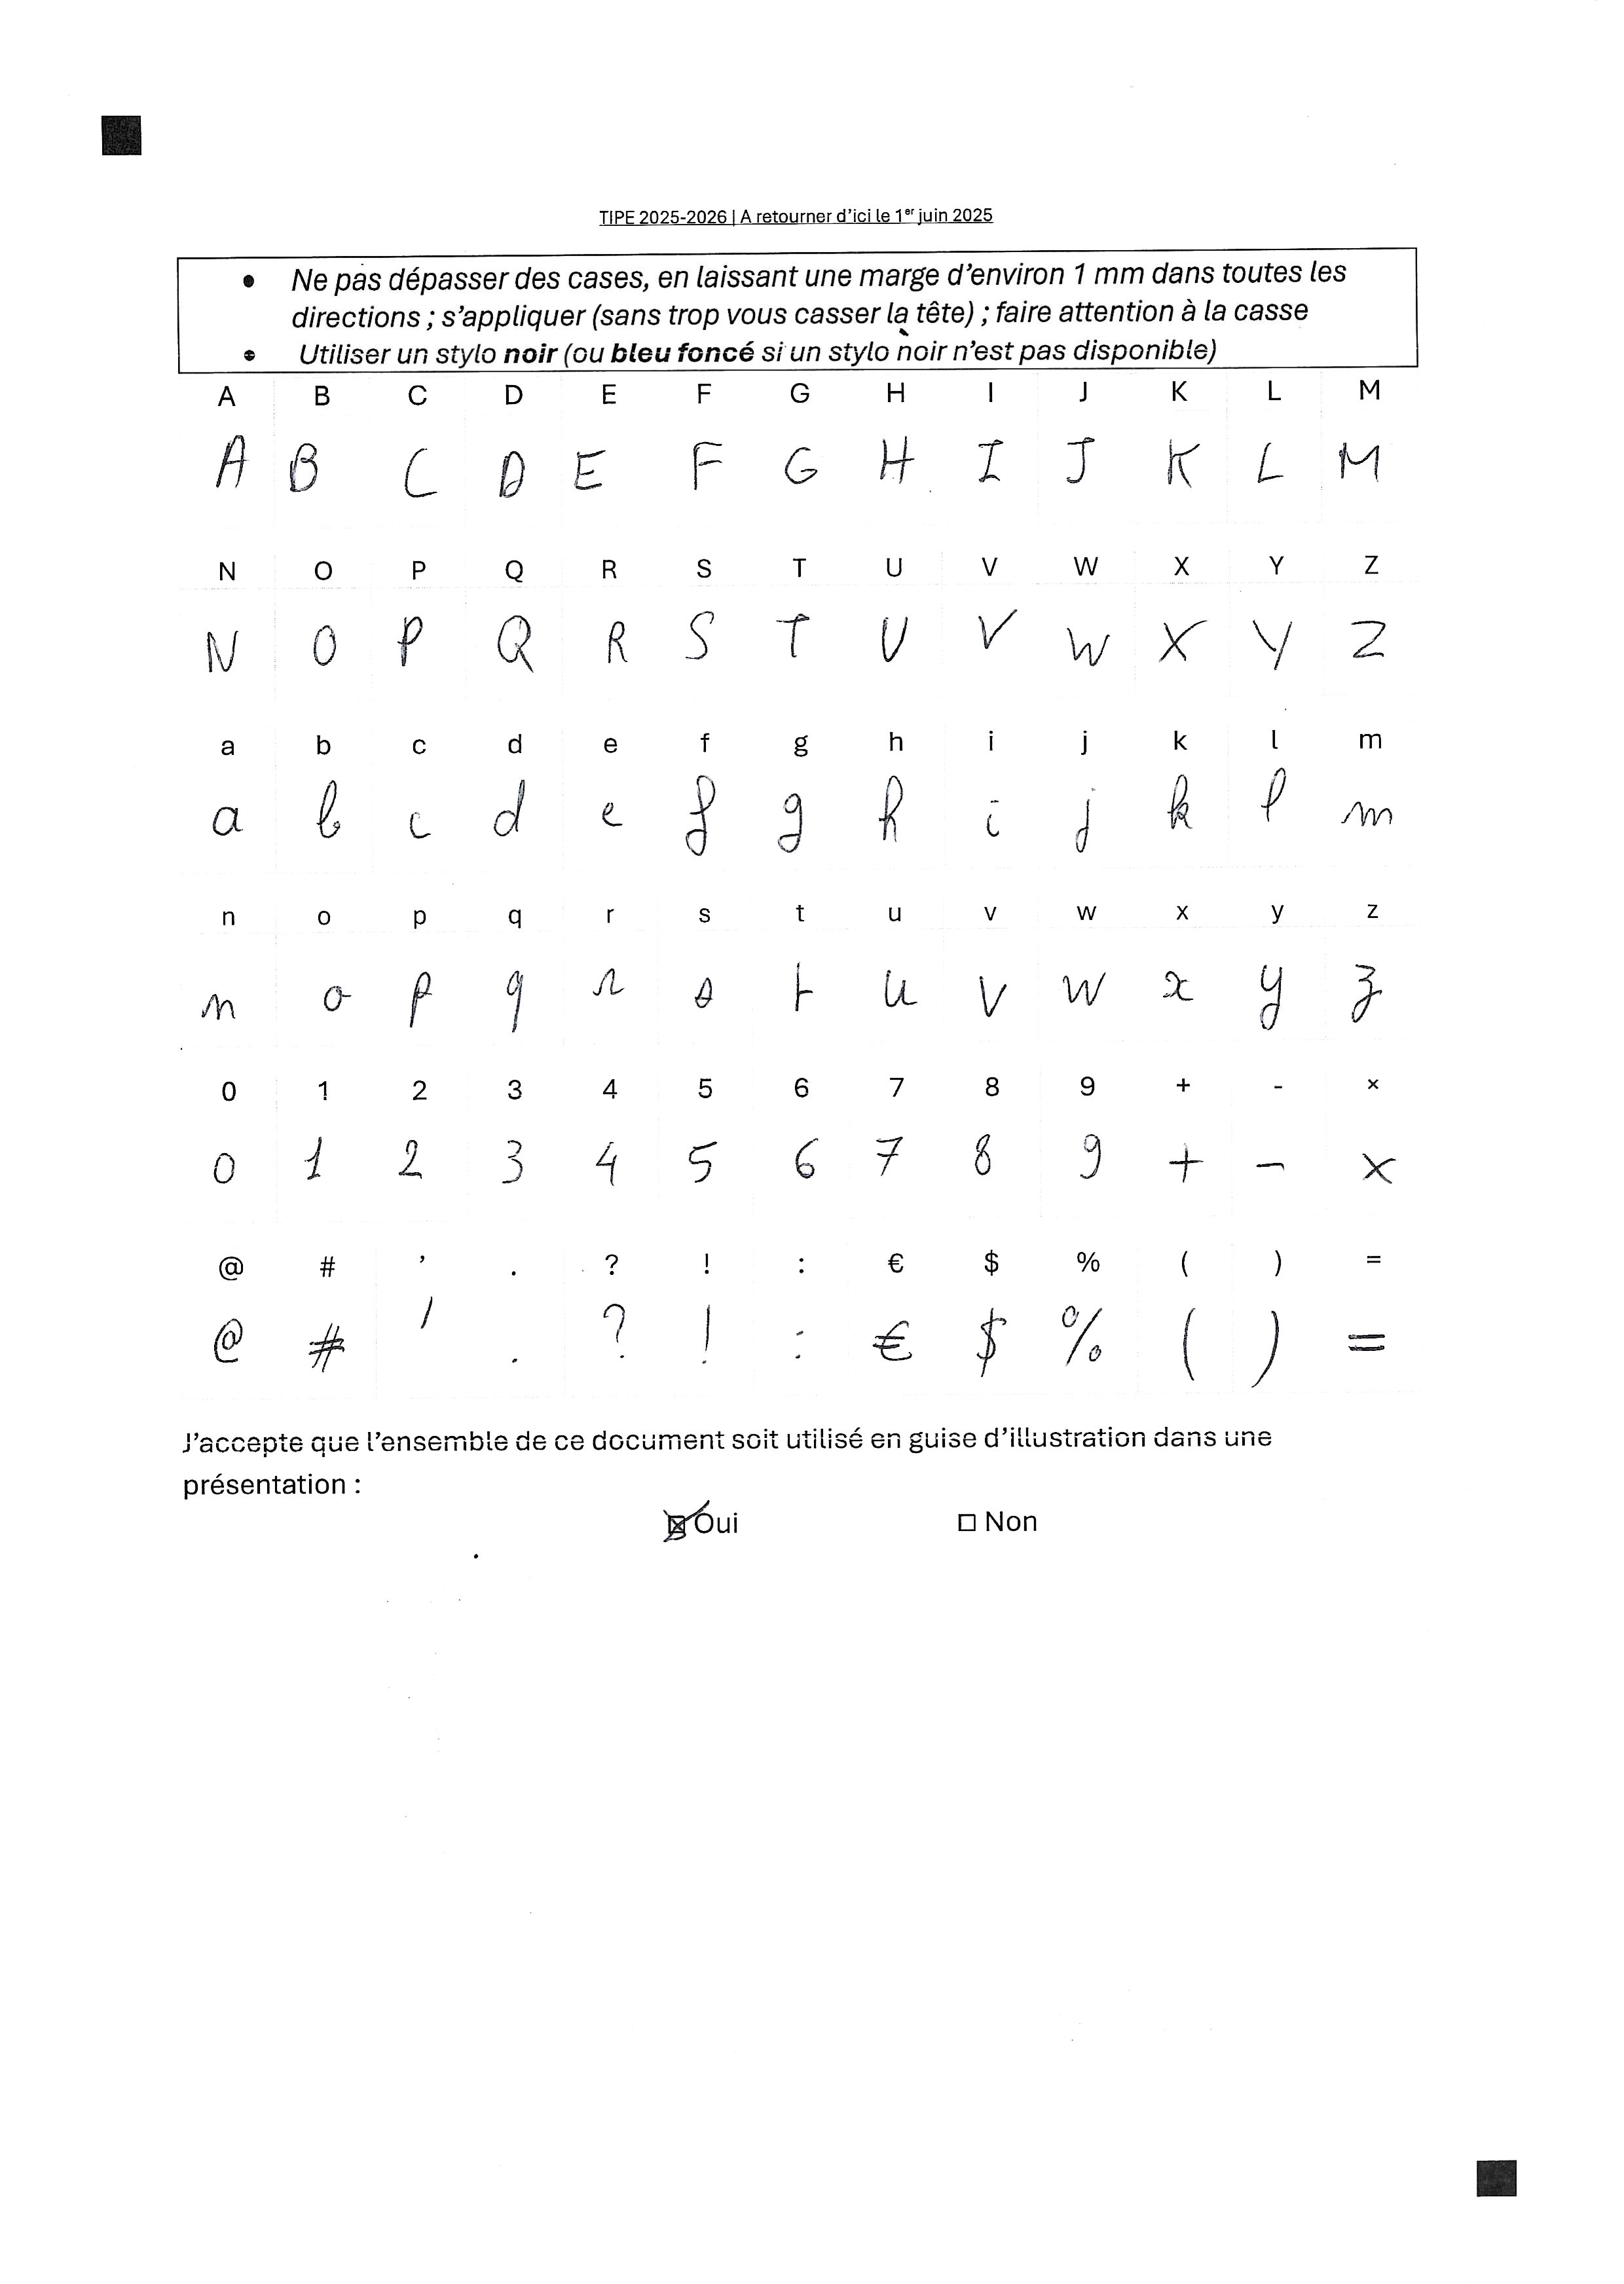 TIPE 2025-2026 | A retourner d'ici le 1er juin 2025
• Ne pas dépasser des cases, en laissant une marge d'environ 1 mm dans toutes les
directions ; s'appliquer (sans trop vous casser la tête) ; faire attention à la casse
• Utiliser un stylo noir (ou bleu foncé si un stylo noir n'est pas disponible)
A B C D E F G H I J K L M
A B C D E F G H I J K L M
N O P Q R S T U V W X Y Z
N O P Q R S T U V W X Y Z
a b c d e f g h i j k l m
a b c d e f g h i j k l m
n o p q r s t u v w x y z
n o p q r s t u v w x y z
0 1 2 3 4 5 6 7 8 9 + - ×
0 1 2 3 4 5 6 7 8 9 + - ×
@ # ' . ? ! : € $ % ( ) =
@ # ' . ? ! : € $ % ( ) =
J'accepte que l'ensemble de ce document soit utilisé en guise d'illustration dans une
présentation :
☒ Oui ☐ Non